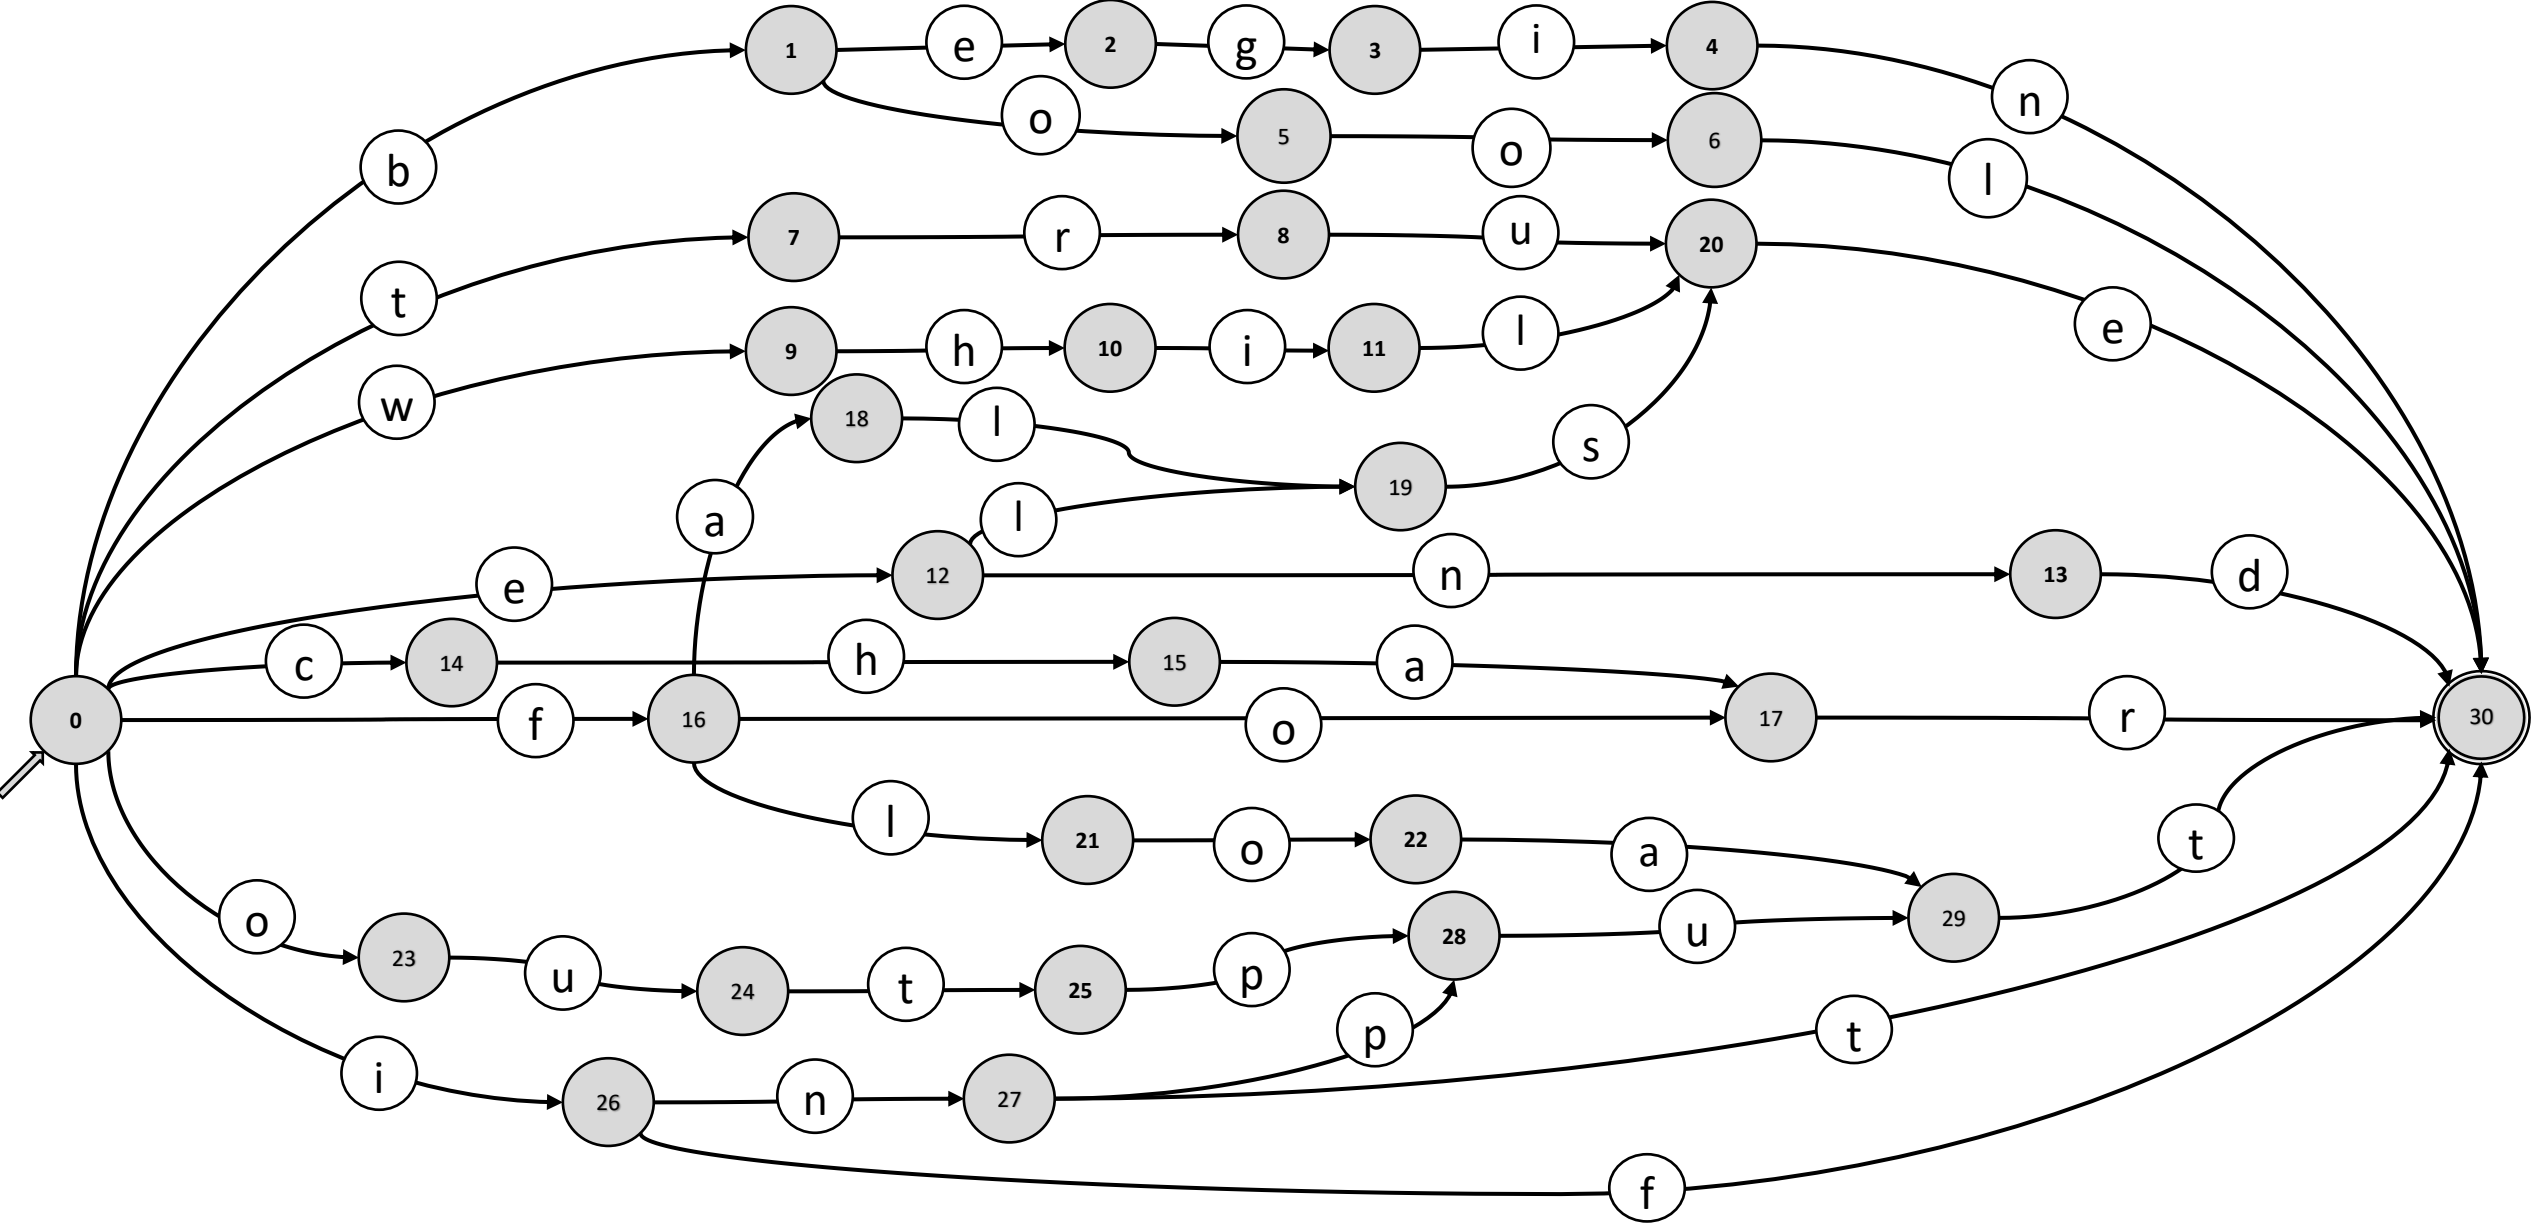 1 e 2 g 3 i 4 n
b o 5 o 6 l
t 7 r 8 u 20
w 9 h 10 i 11 l e
18 l s
a l 19
e 12 n 13 d
c 14 h 15 a
0 f 16 o 17 r 30
l 21 o 22 a t
o 23 u 24 t 25 p 28 u 29
p t
i 26 n 27
f